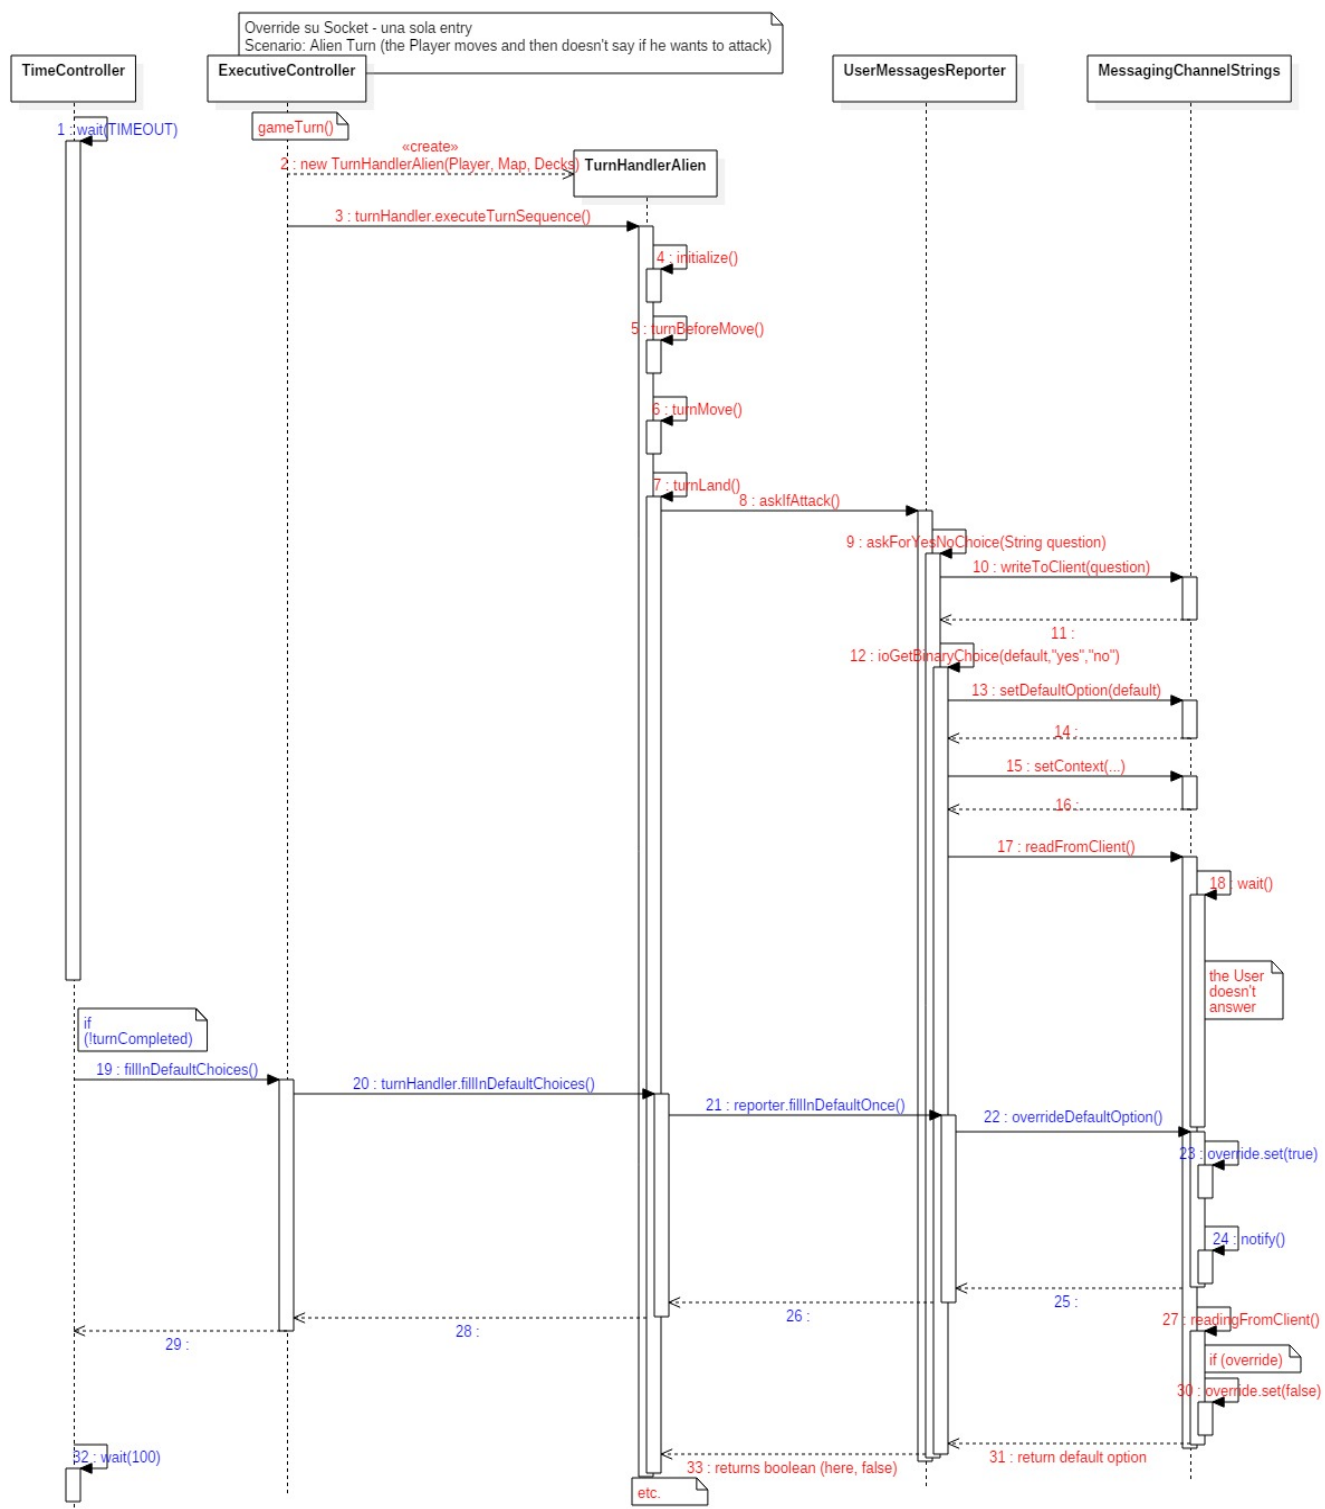 Override su Socket - una sola entry
Scenario: Alien Turn (the Player moves and then doesn't say if he wants to attack)
TimeController
ExecutiveController
UserMessagesReporter
MessagingChannelStrings
gameTurn()
1 : wait(TIMEOUT)
«create»
2 : new TurnHandlerAlien(Player, Map, Decks)
TurnHandlerAlien
3 : turnHandler.executeTurnSequence()
4 : initialize()
5 : turnBeforeMove()
6 : turnMove()
7 : turnLand()
8 : askIfAttack()
9 : askForYesNoChoice(String question)
10 : writeToClient(question)
11 :
12 : ioGetBinaryChoice(default,"yes","no")
13 : setDefaultOption(default)
14 :
15 : setContext(...)
16 :
17 : readFromClient()
18 : wait()
the User
doesn't
answer
if
(!turnCompleted)
19 : fillInDefaultChoices()
20 : turnHandler.fillInDefaultChoices()
21 : reporter.fillInDefaultOnce()
22 : overrideDefaultOption()
23 : override.set(true)
24 : notify()
25 :
26 :
27 : readingFromClient()
28 :
29 :
if (override)
30 : override.set(false)
31 : return default option
32 : wait(100)
33 : returns boolean (here, false)
etc.